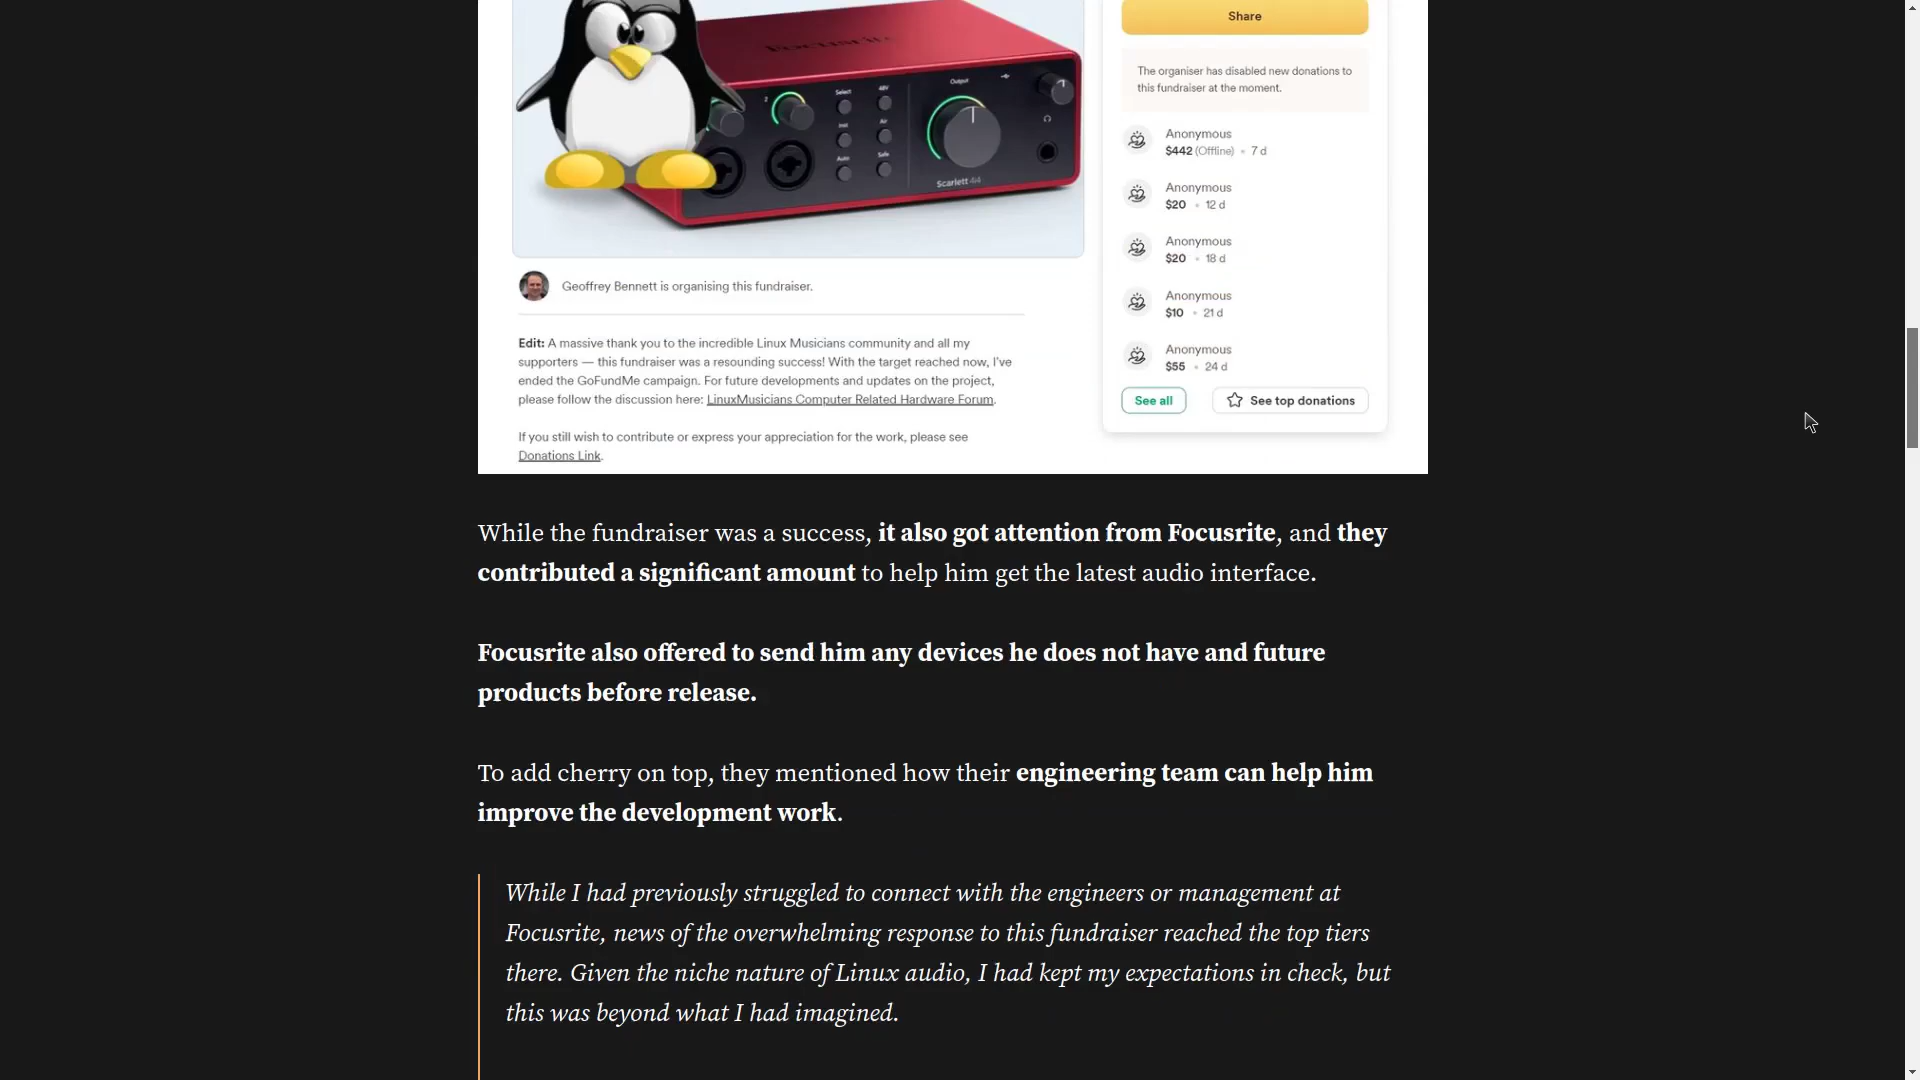 Share
The organiser has disabled new donations to
this fundraiser at the moment.
Anonymous
$442 (Offline) • 7 d
Anonymous
$20 • 12 d
Anonymous
$20 • 18 d
Anonymous
$10 • 21 d
Anonymous
$55 • 24 d
See all
See top donations
Focusrite
2
Select
48V
Inst
Air
Auto
Safe
Output
Scarlett 4i4
Geoffrey Bennett is organising this fundraiser.
Edit: A massive thank you to the incredible Linux Musicians community and all my
supporters — this fundraiser was a resounding success! With the target reached now, I've
ended the GoFundMe campaign. For future developments and updates on the project,
please follow the discussion here: LinuxMusicians Computer Related Hardware Forum.
If you still wish to contribute or express your appreciation for the work, please see
Donations Link.
While the fundraiser was a success, it also got attention from Focusrite, and they
contributed a significant amount to help him get the latest audio interface.
Focusrite also offered to send him any devices he does not have and future
products before release.
To add cherry on top, they mentioned how their engineering team can help him
improve the development work.
While I had previously struggled to connect with the engineers or management at
Focusrite, news of the overwhelming response to this fundraiser reached the top tiers
there. Given the niche nature of Linux audio, I had kept my expectations in check, but
this was beyond what I had imagined.